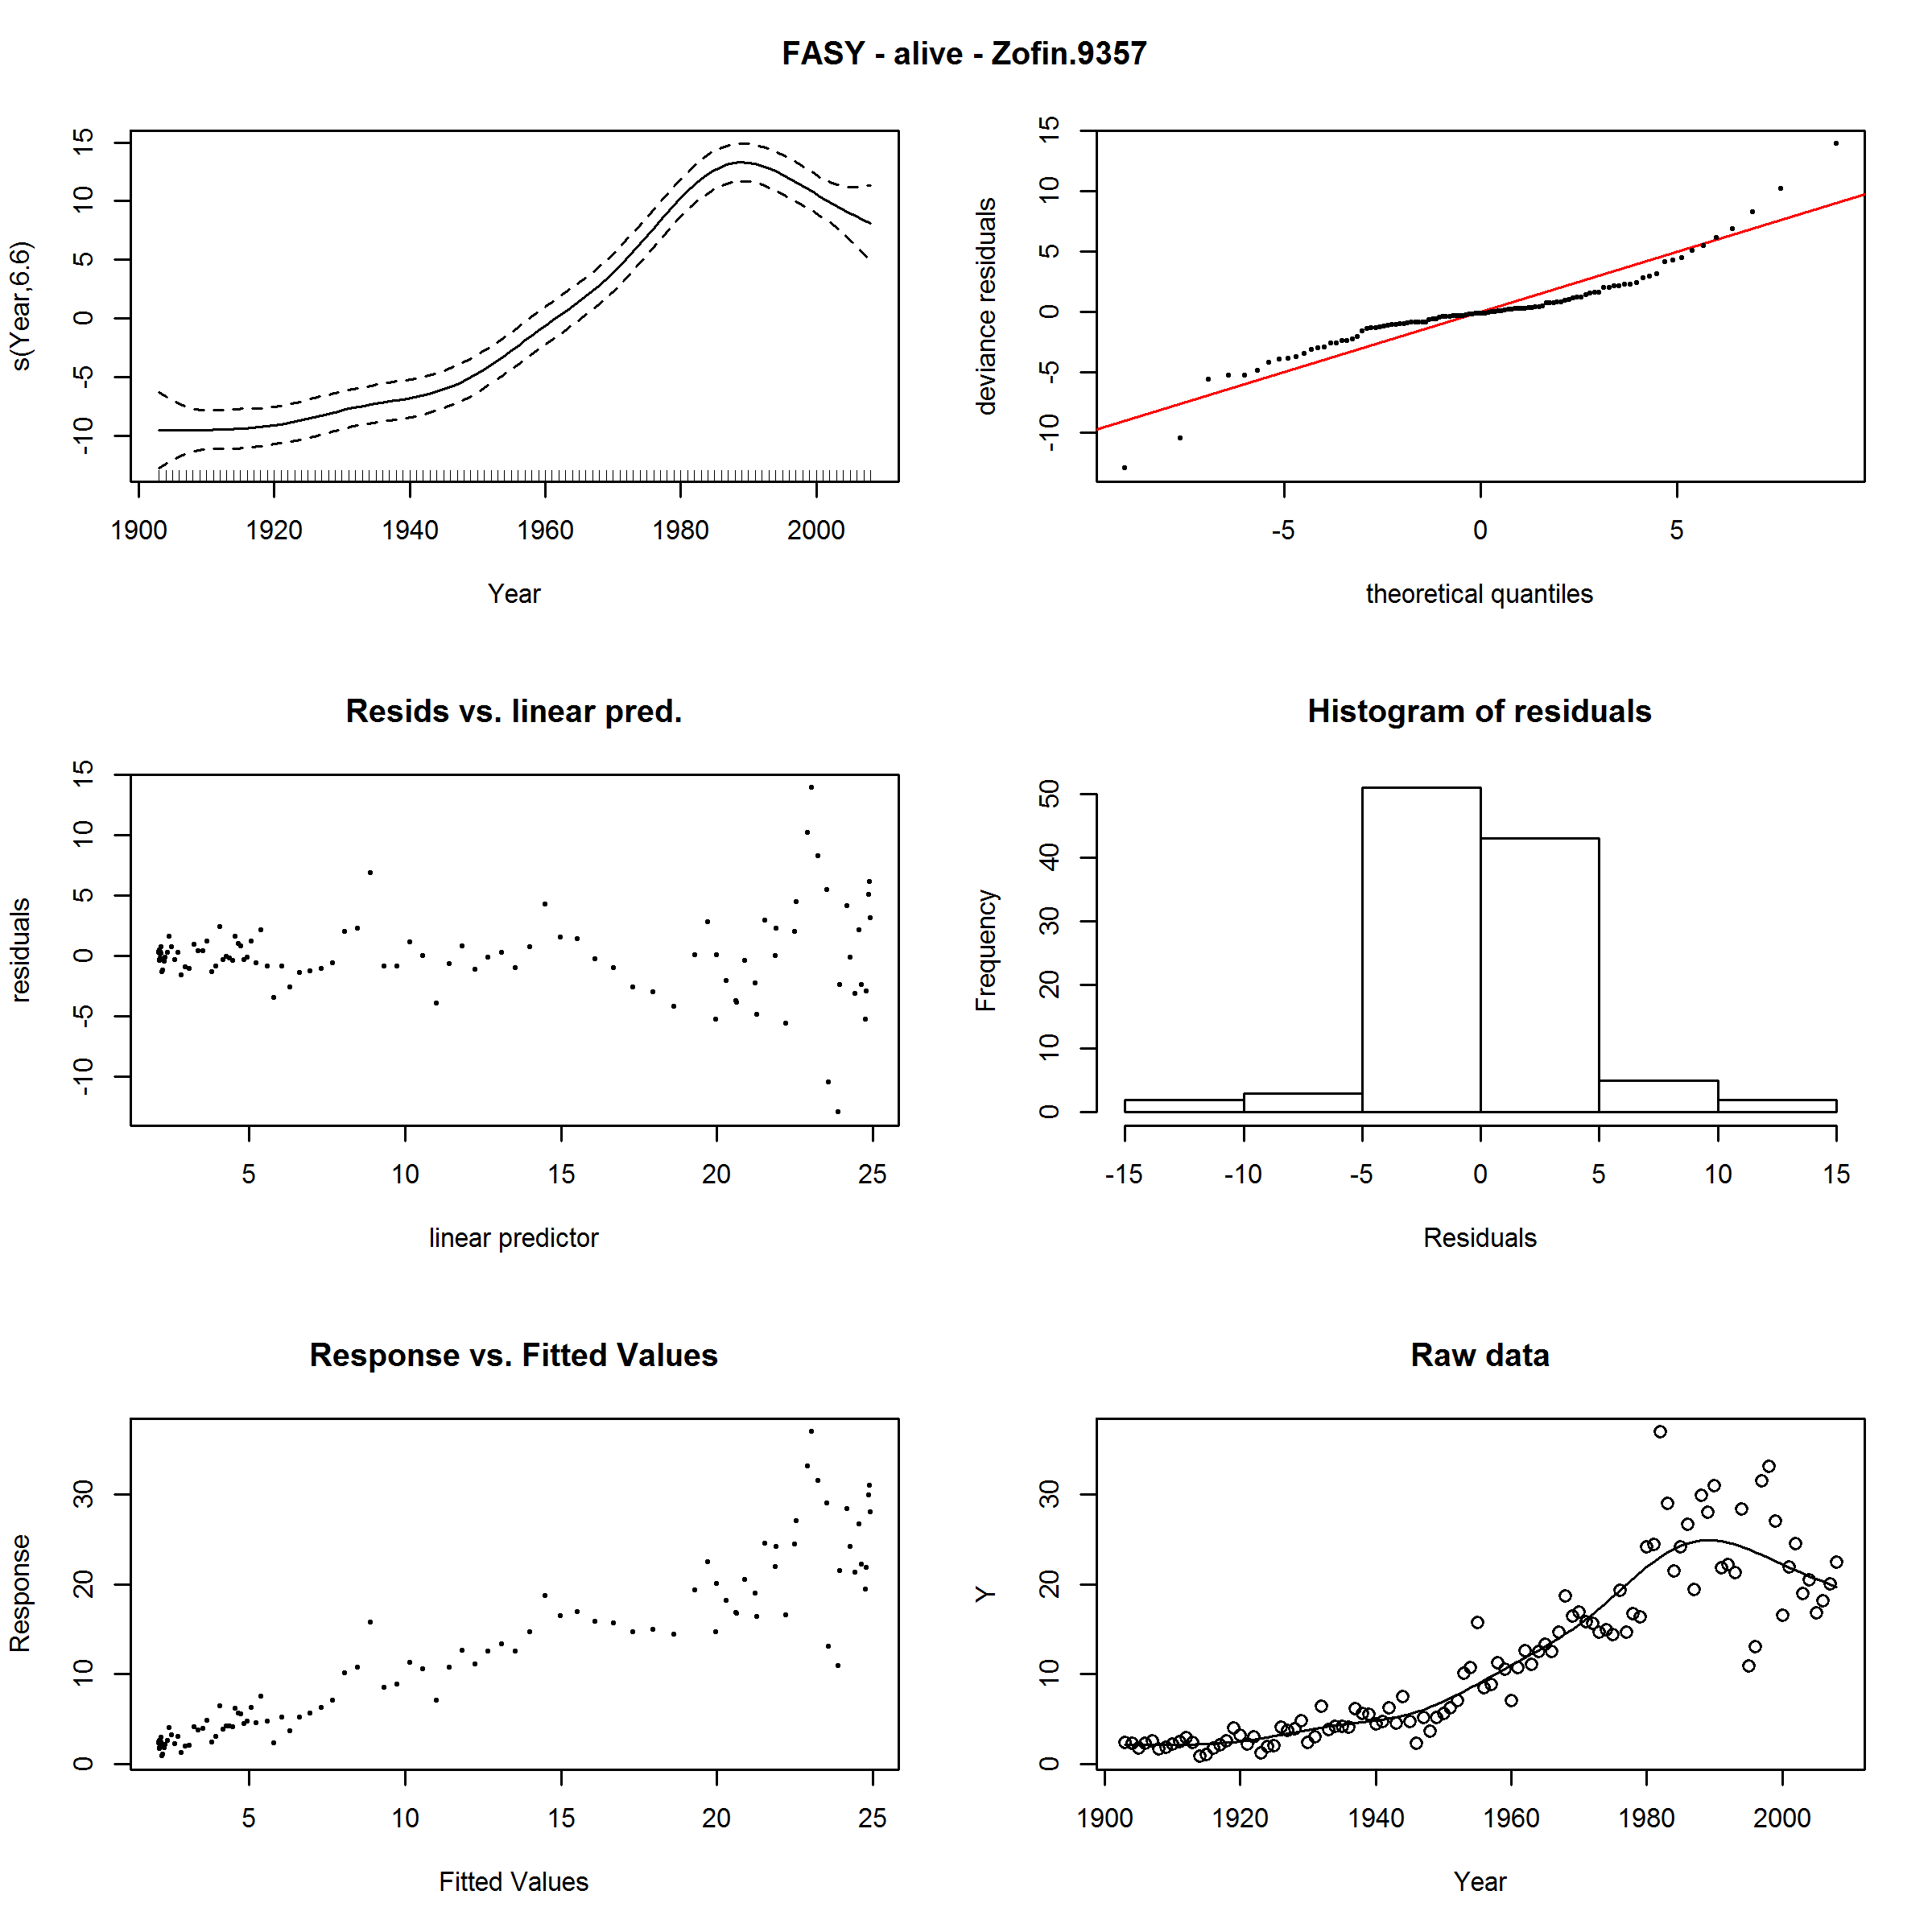 FASY - alive - Zofin.9357
s(Year,6.6)
15
10
5
0
-5
-10
1900 1920 1940 1960 1980 2000
Year
deviance residuals
15
10
5
0
-5
-10
-5 0 5
theoretical quantiles
Resids vs. linear pred.
residuals
15
10
5
0
-5
-10
5 10 15 20 25
linear predictor
Histogram of residuals
Frequency
50
40
30
20
10
0
-15 -10 -5 0 5 10 15
Residuals
Response vs. Fitted Values
Response
30
20
10
0
5 10 15 20 25
Fitted Values
Raw data
Y
30
20
10
0
1900 1920 1940 1960 1980 2000
Year